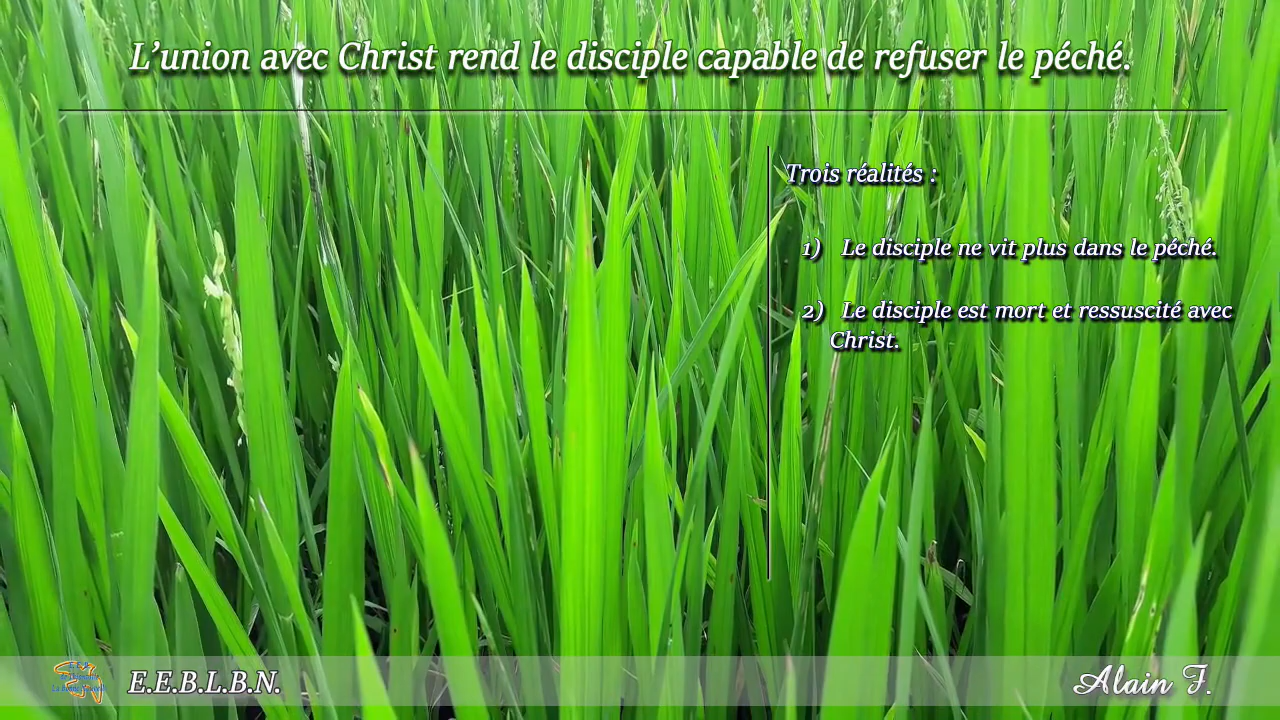 L’union avec Christ rend le disciple capable de refuser le péché.
Trois réalités :
1) Le disciple ne vit plus dans le péché.
2) Le disciple est mort et ressuscité avec
Christ.
E.E.B.L.B.N.
Alain F.